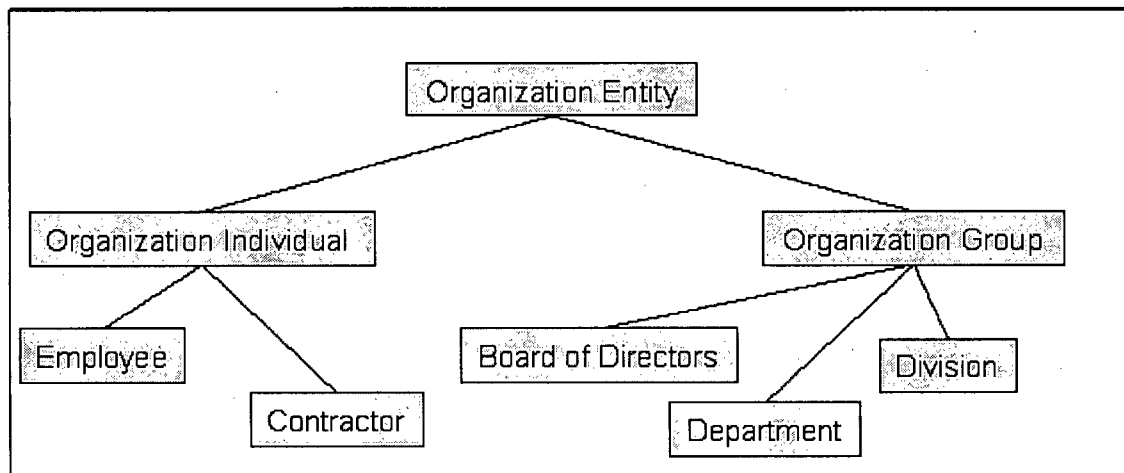 Organization Entity
Organization Individual
Organization Group
Employee
Board of Directors
Division
Contractor
Department